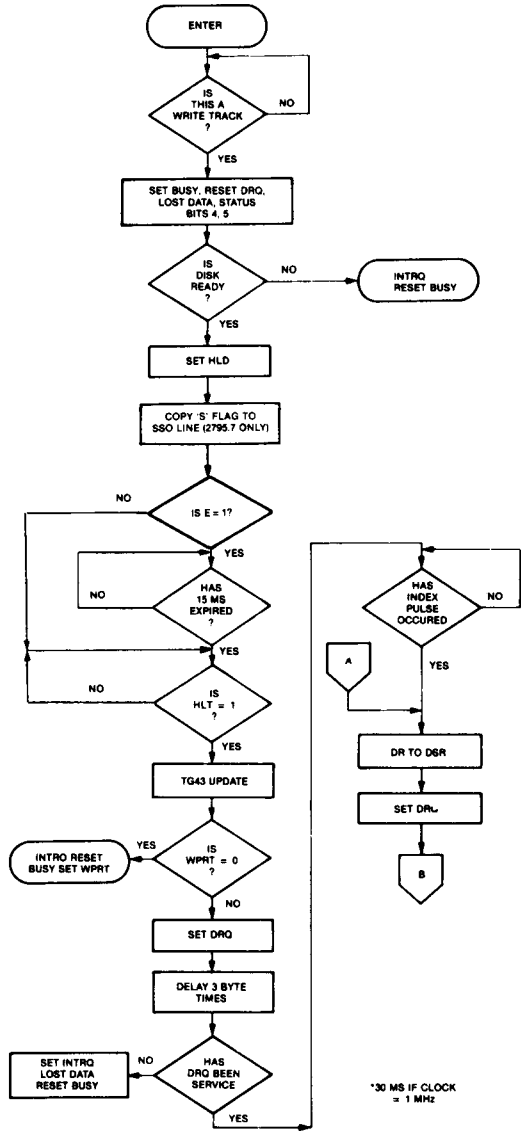 ENTER
IS
THIS A
WRITE TRACK
?
NO
YES
SET BUSY, RESET DRQ,
LOST DATA, STATUS
BITS 4, 5
IS
DISK
READY
?
NO
INTRQ
RESET BUSY
YES
SET HLD
COPY 'S' FLAG TO
SSO LINE (2795.7 ONLY)
NO
IS E = 1?
YES
NO
HAS
15 MS
EXPIRED
?
YES
NO
IS
HLT = 1
?
YES
TG43 UPDATE
YES
IS
WPRT = 0
?
INTRO RESET
BUSY SET WPRT
NO
SET DRQ
DELAY 3 BYTE
TIMES
SET INTRQ
LOST DATA
RESET BUSY
NO
HAS
DRQ BEEN
SERVICE
YES
HAS
INDEX
PULSE
OCCURED
NO
YES
A
DR TO DSR
SET DRQ
B
*30 MS IF CLOCK
= 1 MHz